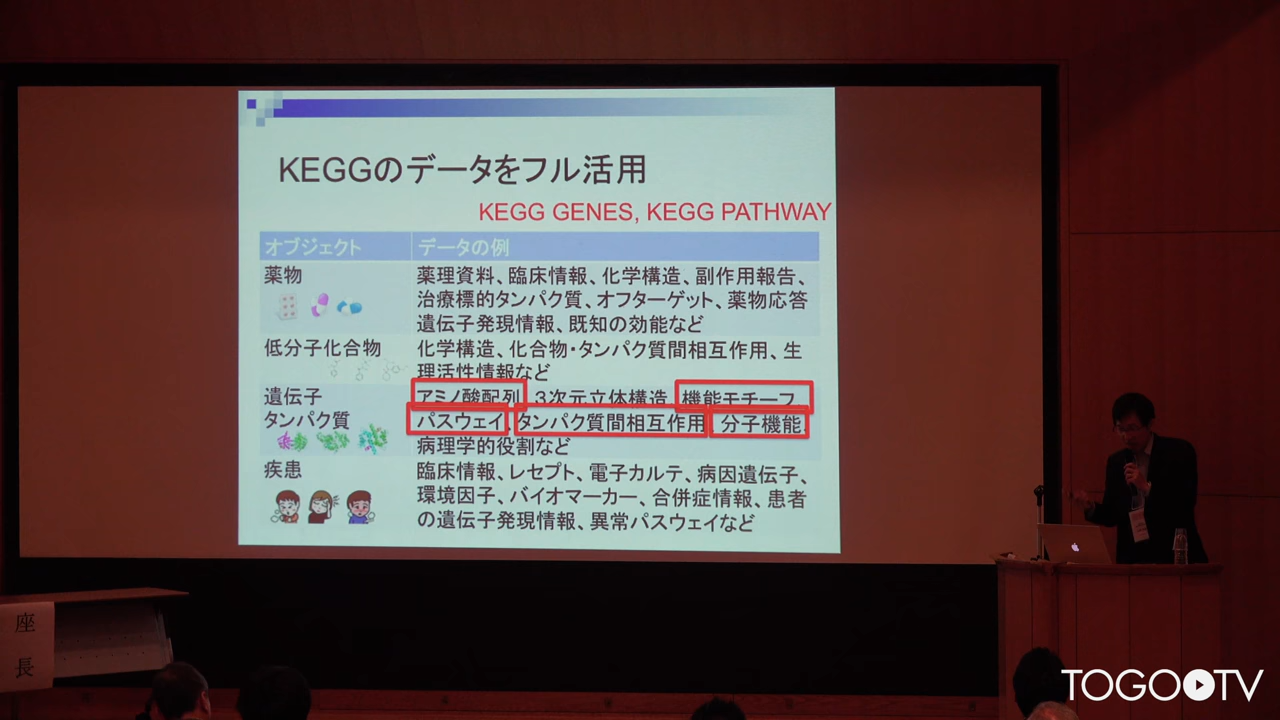 KEGGのデータをフル活用
KEGG GENES, KEGG PATHWAY
オブジェクト
データの例
薬物
薬理資料、臨床情報、化学構造、副作用報告、
治療標的タンパク質、オフターゲット、薬物応答
遺伝子発現情報、既知の効能など
低分子化合物
化学構造、化合物・タンパク質間相互作用、生
理活性情報など
遺伝子
タンパク質
アミノ酸配列、3次元立体構造、機能モチーフ、
パスウェイ、タンパク質間相互作用、分子機能、
病理学的役割など
疾患
臨床情報、レセプト、電子カルテ、病因遺伝子、
環境因子、バイオマーカー、合併症情報、患者
の遺伝子発現情報、異常パスウェイなど
座
長
TOGO TV